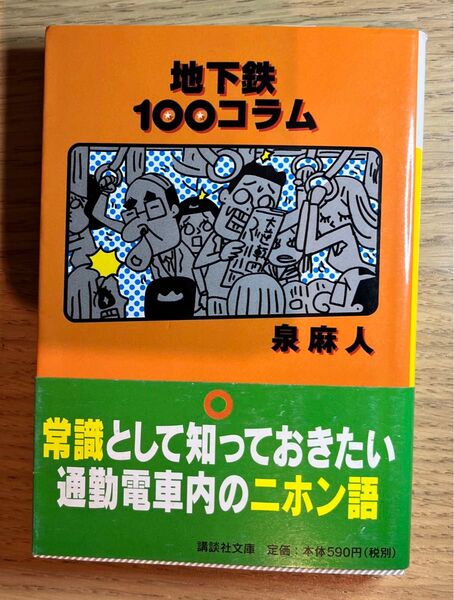 地下鉄
100コラム
泉麻人
常識として知っておきたい
通勤電車内のニホン語
講談社文庫 定価:本体590円(税別)